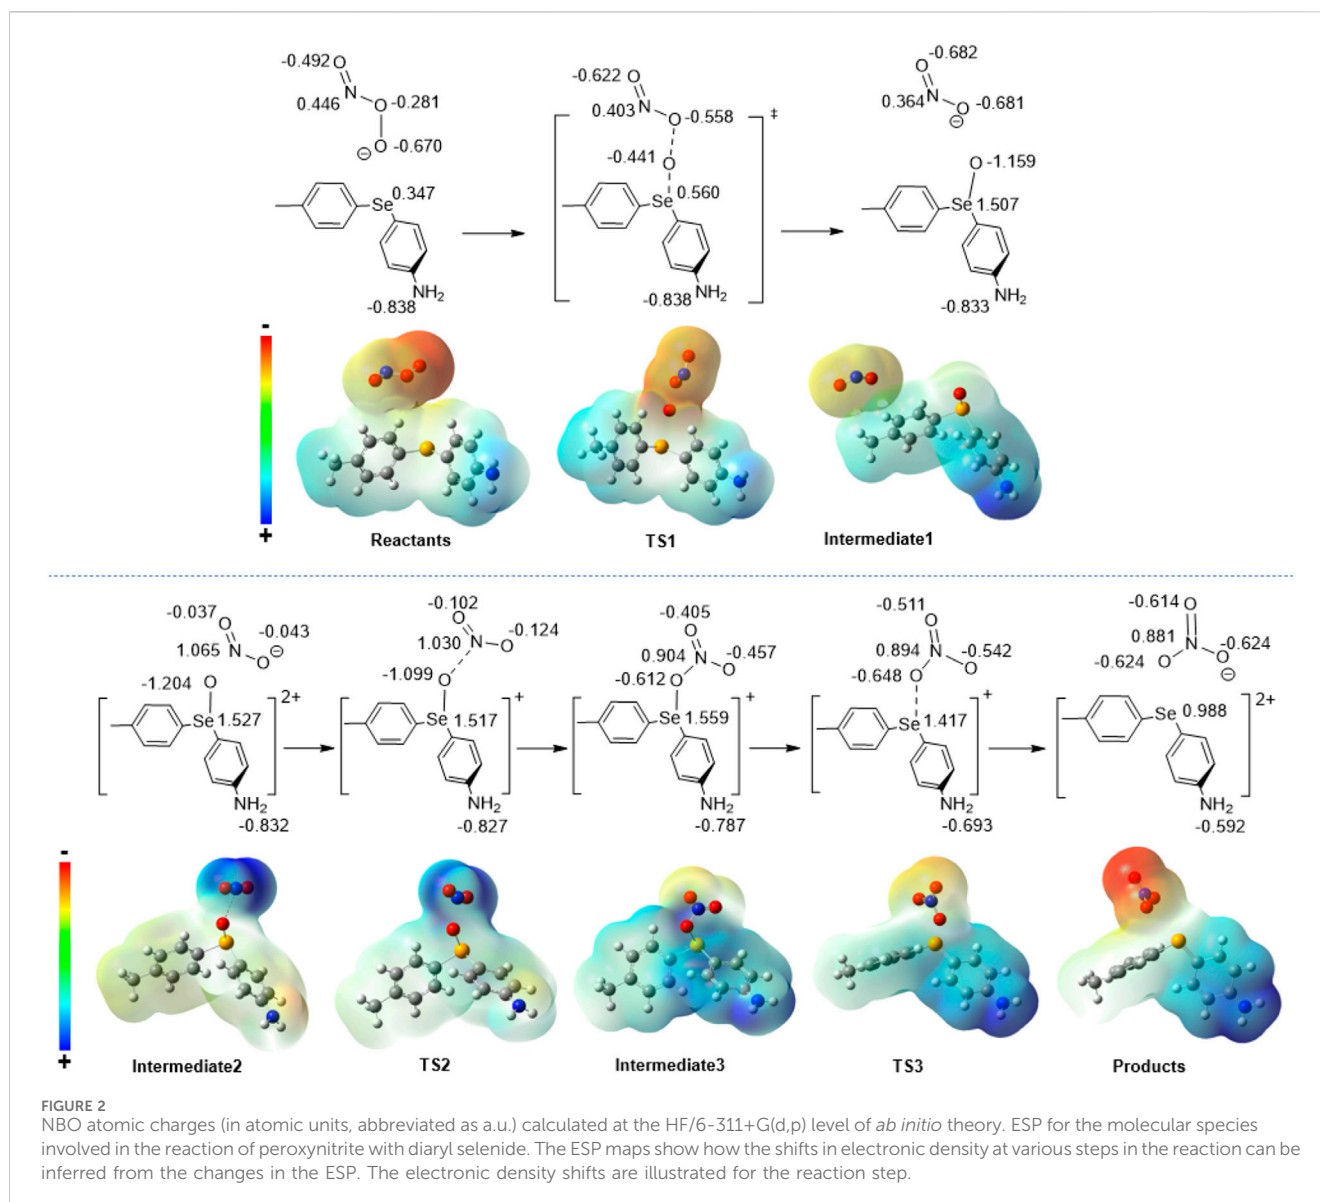 -0.492 O
0.446 N O -0.281
⊖ O -0.670
Se 0.347
NH2
-0.838
-0.622 O
0.403 N O -0.558
‡
-0.441 O
Se 0.560
NH2
-0.838
-0.682
O
0.364 N O -0.681
⊖
O -1.159
Se 1.507
NH2
-0.833
-
+
Reactants
TS1
Intermediate1
-0.037 O
-0.043
1.065 N O ⊖
-1.204 O
2+
Se 1.527
NH2
-0.832
-0.102
O
1.030 N -0.124
O
-1.099 O
+
Se 1.517
NH2
-0.827
-0.405
O
0.904 N -0.457
-0.612 O O
+
Se 1.559
NH2
-0.787
-0.511
O
0.894 N -0.542
-0.648 O O
+
Se 1.417
NH2
-0.693
-0.614 O
0.881 N -0.624
-0.624 O O
⊖
2+
Se 0.988
NH2
-0.592
-
+
Intermediate2
TS2
Intermediate3
TS3
Products
FIGURE 2
NBO atomic charges (in atomic units, abbreviated as a.u.) calculated at the HF/6-311+G(d,p) level of ab initio theory. ESP for the molecular species
involved in the reaction of peroxynitrite with diaryl selenide. The ESP maps show how the shifts in electronic density at various steps in the reaction can be
inferred from the changes in the ESP. The electronic density shifts are illustrated for the reaction step.